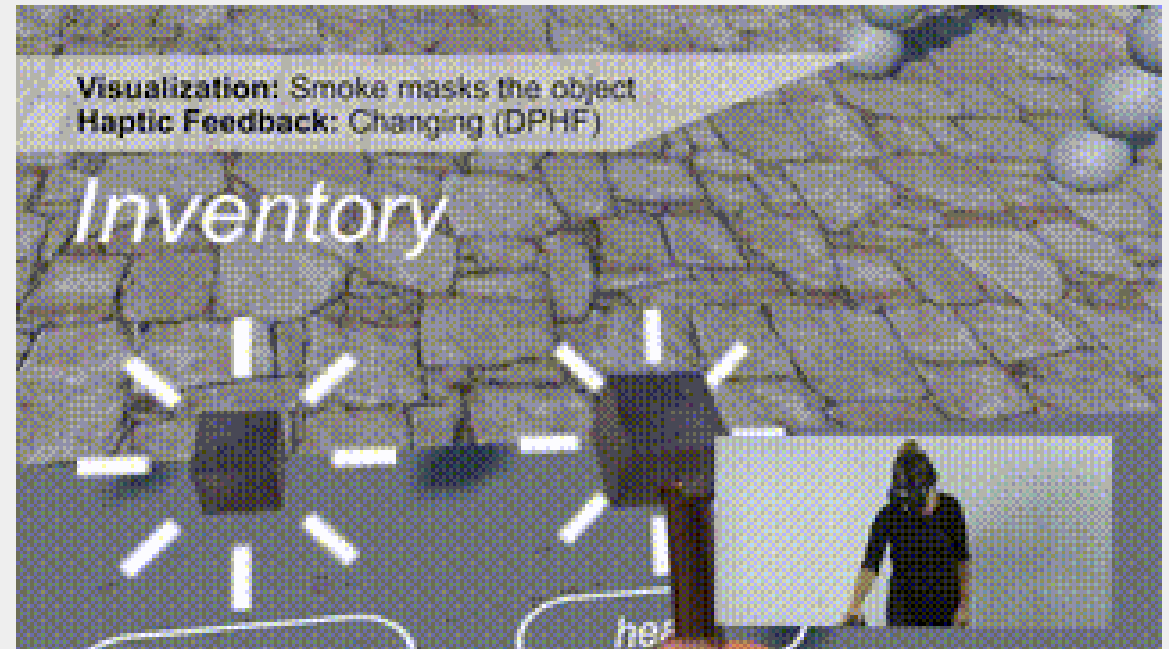 Visualization: Smoke masks the object
Haptic Feedback: Changing (DPHF)
Inventory